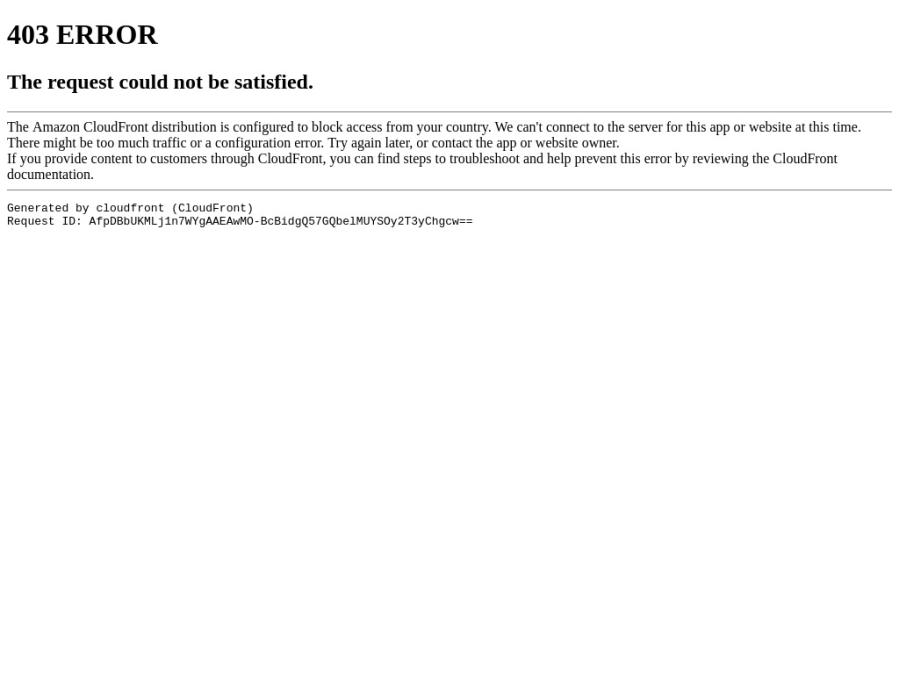 403 ERROR
The request could not be satisfied.
The Amazon CloudFront distribution is configured to block access from your country. We can't connect to the server for this app or website at this time.
There might be too much traffic or a configuration error. Try again later, or contact the app or website owner.
If you provide content to customers through CloudFront, you can find steps to troubleshoot and help prevent this error by reviewing the CloudFront
documentation.
Generated by cloudfront (CloudFront)
Request ID: AfpDBbUKMLj1n7WYgAAEAwMO-BcBidgQ57GQbelMUYSOy2T3yChgcw==